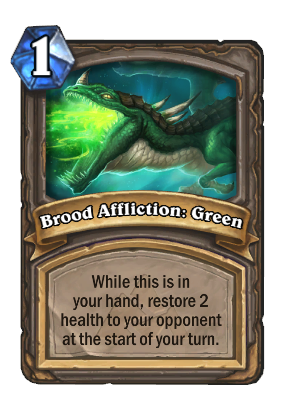 1
Brood Affliction: Green
While this is in
your hand, restore 2
health to your opponent
at the start of your turn.